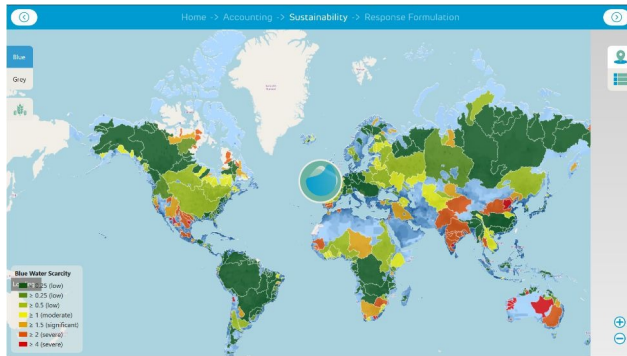 Home -> Accounting -> Sustainability -> Response Formulation
Blue
Grey
Blue Water Scarcity
≥ 0.25 (low)
≥ 0.25 (low)
≥ 0.5 (low)
≥ 1 (moderate)
≥ 1.5 (significant)
≥ 2 (severe)
≥ 4 (severe)